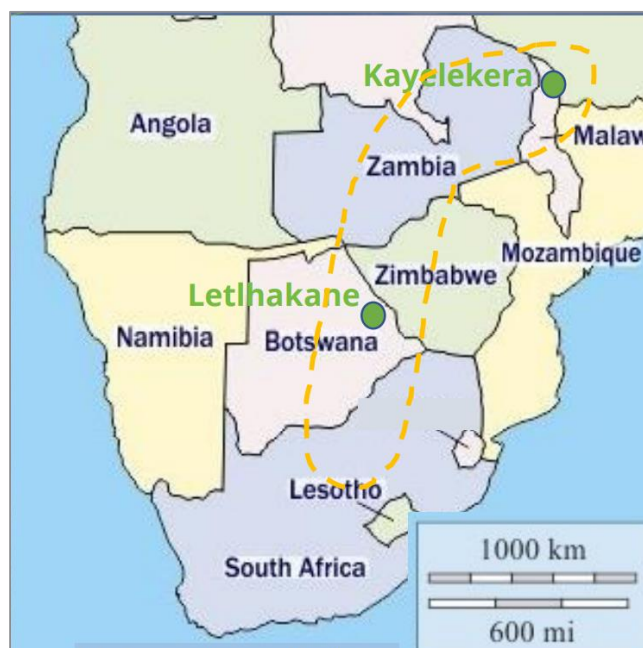 Kayelekera
Angola
Malaw
Zambia
Mozambique
Zimbabwe
Letlhakane
Namibia
Botswana
Lesotho
South Africa
1000 km
600 mi